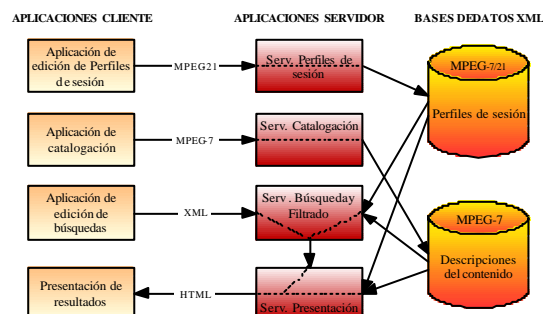 APLICACIONES CLIENTE
APLICACIONES SERVIDOR
BASES DEDATOS XML
Aplicación de
edición de Perfiles
de sesión
MPEG21
Serv. Perfiles de
sesión
MPEG-7/21
Perfiles de sesión
Aplicación de
catalogación
MPEG-7
Serv. Catalogación
Aplicación de
edición de
búsquedas
XML
Serv. Búsqueday
Filtrado
MPEG-7
Descripciones
del contenido
Presentación de
resultados
HTML
Serv. Presentación